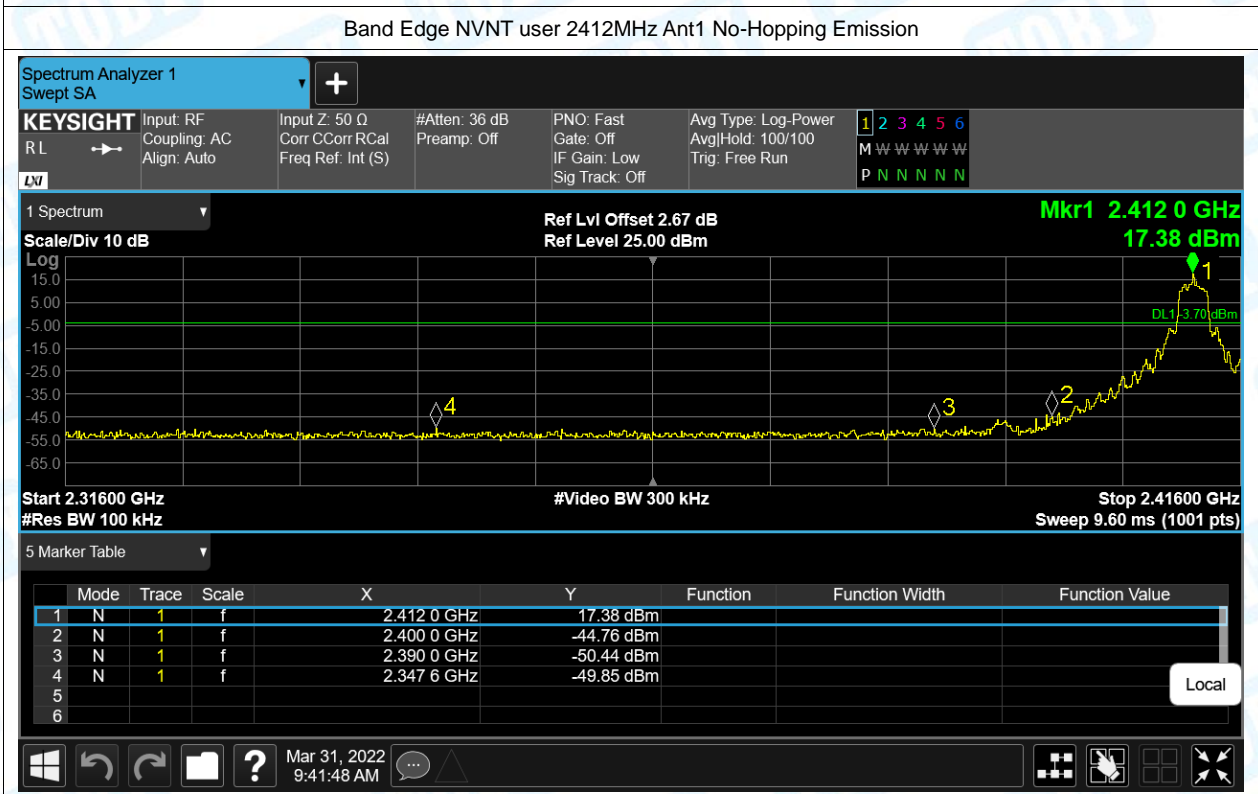 Band Edge NVNT user 2412MHz Ant1 No-Hopping Emission
Spectrum Analyzer 1
Swept SA
KEYSIGHT
RL
LXI
Input: RF
Coupling: AC
Align: Auto
Input Z: 50 Ω
Corr CCorr RCal
Freq Ref: Int (S)
#Atten: 36 dB
Preamp: Off
PNO: Fast
Gate: Off
IF Gain: Low
Sig Track: Off
Avg Type: Log-Power
Avg|Hold: 100/100
Trig: Free Run
1 2 3 4 5 6
M W W W W W
P N N N N N
1 Spectrum
Scale/Div 10 dB
Ref Lvl Offset 2.67 dB
Ref Level 25.00 dBm
Mkr1 2.412 0 GHz
17.38 dBm
Log
15.0
5.00
-5.00
-15.0
-25.0
-35.0
-45.0
-55.0
-65.0
1
DL1 -3.70 dBm
2
3
4
Start 2.31600 GHz
#Video BW 300 kHz
Stop 2.41600 GHz
#Res BW 100 kHz
Sweep 9.60 ms (1001 pts)
5 Marker Table
Mode Trace Scale X Y Function Function Width Function Value
1 N 1 f 2.412 0 GHz 17.38 dBm
2 N 1 f 2.400 0 GHz -44.76 dBm
3 N 1 f 2.390 0 GHz -50.44 dBm
4 N 1 f 2.347 6 GHz -49.85 dBm
5
6
Local
?
Mar 31, 2022
9:41:48 AM